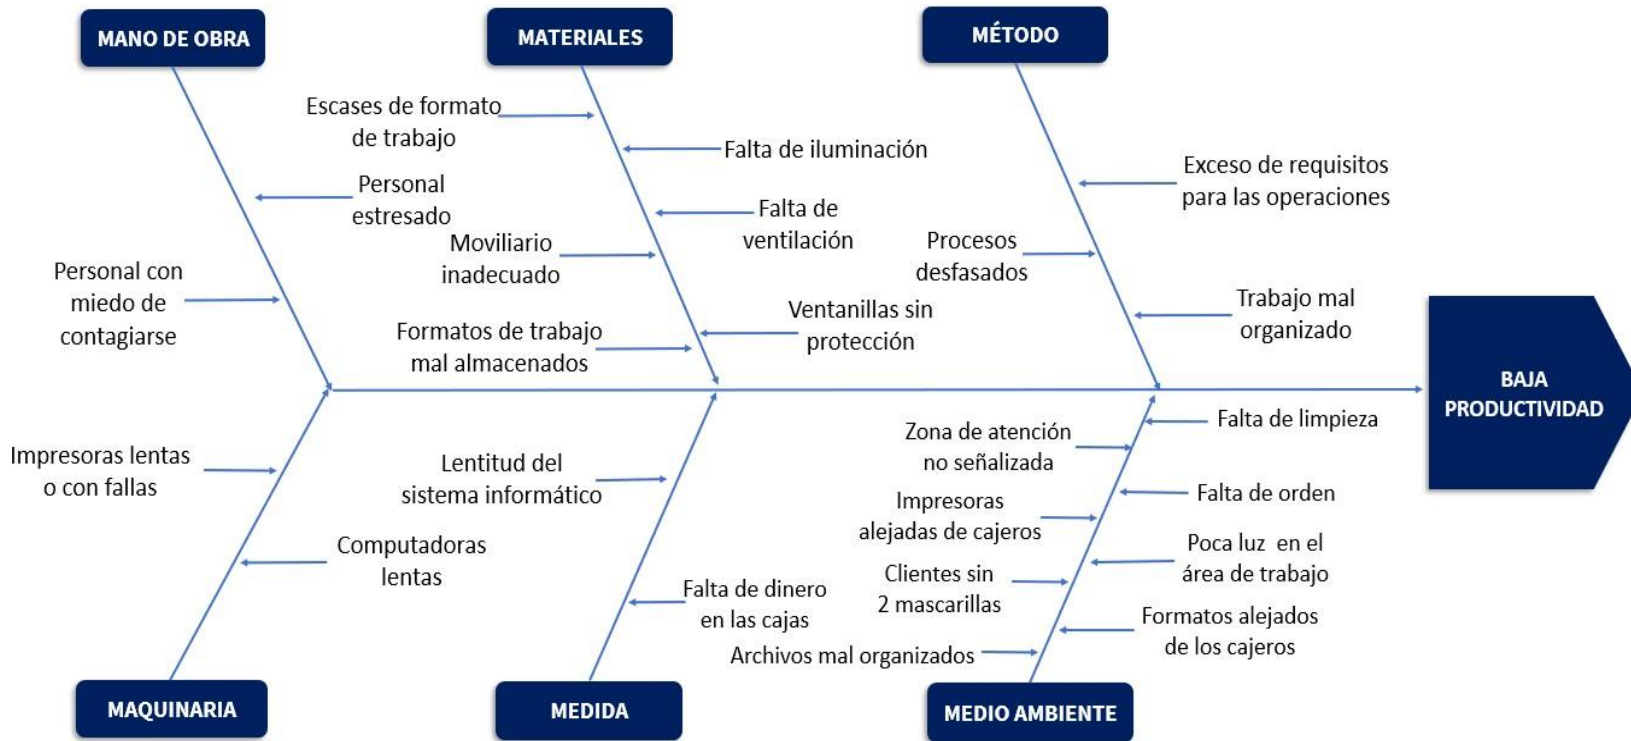 MANO DE OBRA
MATERIALES
MÉTODO
Escases de formato
de trabajo
Falta de iluminación
Exceso de requisitos
para las operaciones
Personal
estresado
Falta de
ventilación
Moviliario
inadecuado
Procesos
desfasados
Personal con
miedo de
contagiarse
Ventanillas sin
protección
Trabajo mal
organizado
Formatos de trabajo
mal almacenados
BAJA
PRODUCTIVIDAD
Falta de limpieza
Zona de atención
no señalizada
Impresoras lentas
o con fallas
Lentitud del
sistema informático
Falta de orden
Impresoras
alejadas de cajeros
Computadoras
lentas
Poca luz  en el
área de trabajo
Clientes sin
2 mascarillas
Falta de dinero
en las cajas
Formatos alejados
de los cajeros
Archivos mal organizados
MAQUINARIA
MEDIDA
MEDIO AMBIENTE